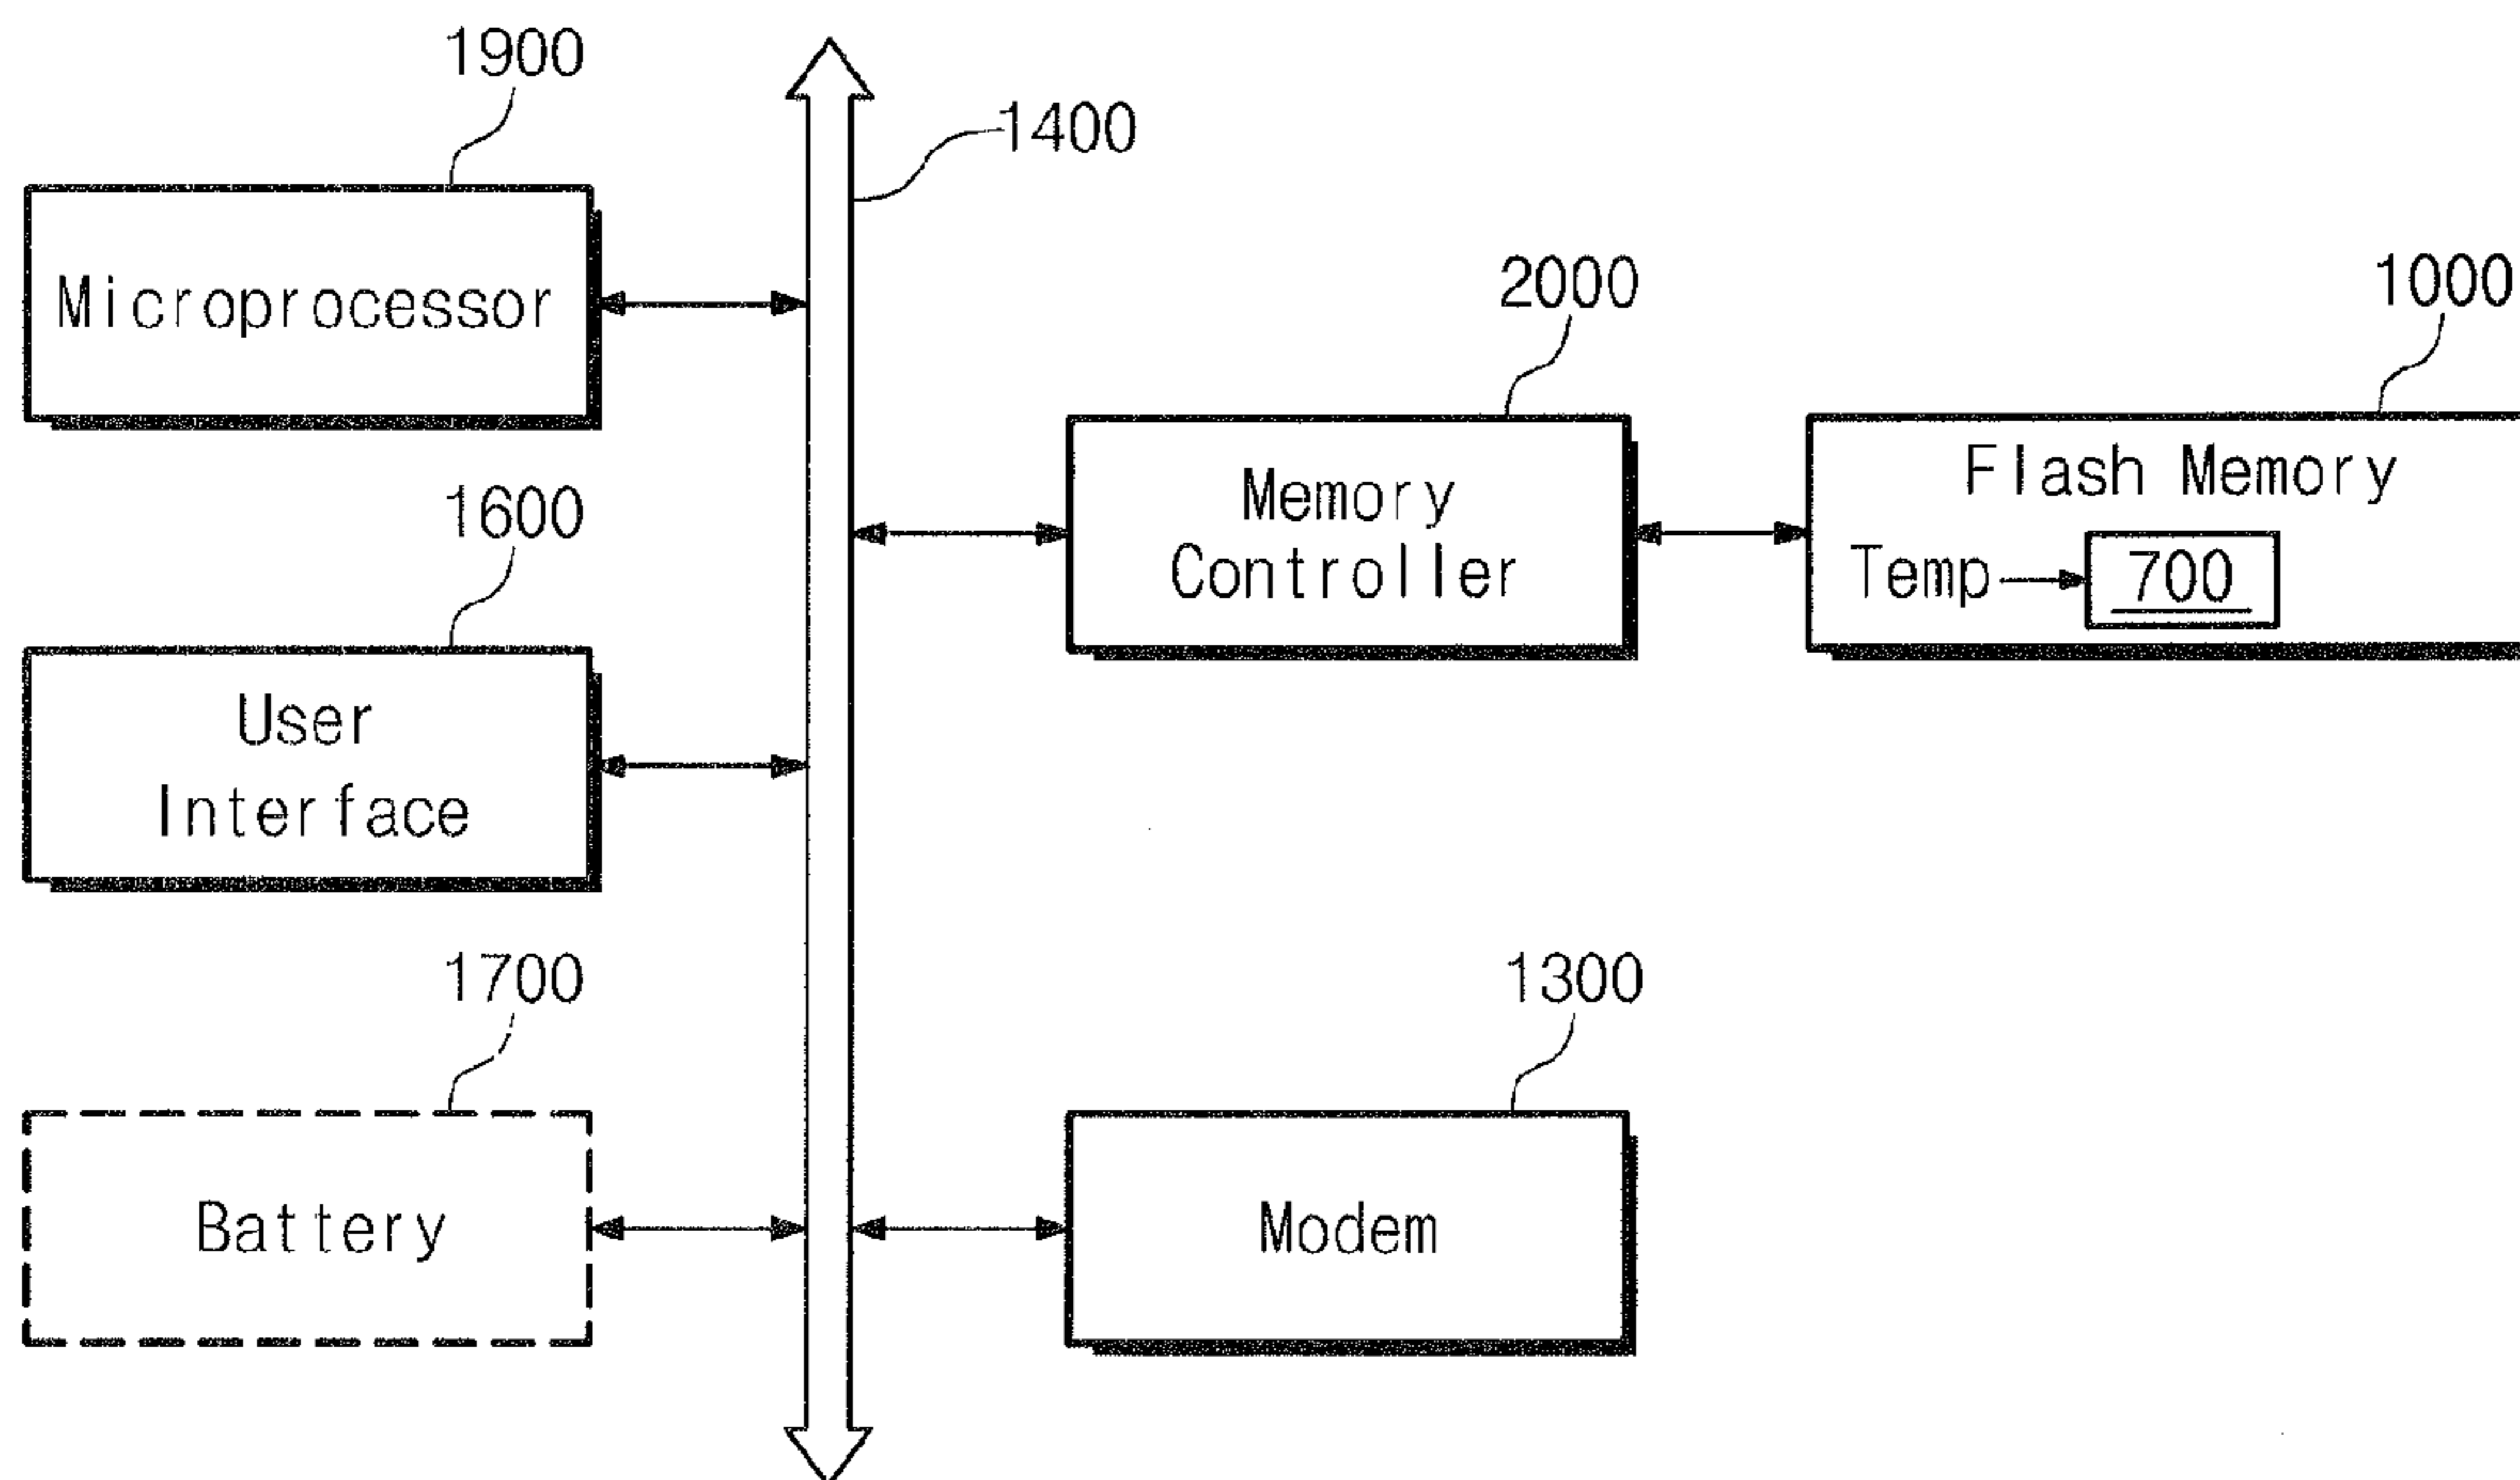 1900
1400
Microprocessor
2000
1000
Memory
Controller
Flash Memory
Temp
700
1600
User
Interface
1700
1300
Battery
Modem